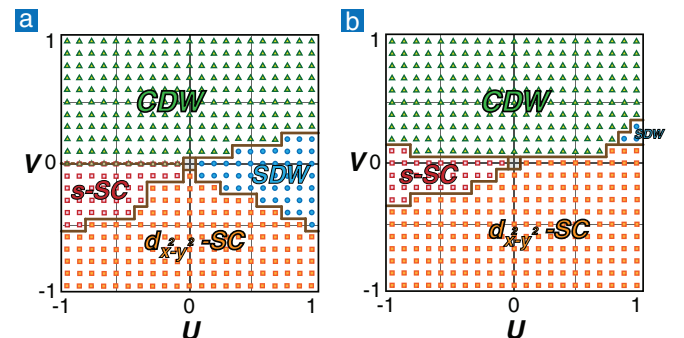 a
b
1
1
CDW
CDW
V 0
V 0
SDW
SDW
s-SC
s-SC
d x²-y² -SC
d x²-y² -SC
-1
-1
-1 0 1
-1 0 1
U
U